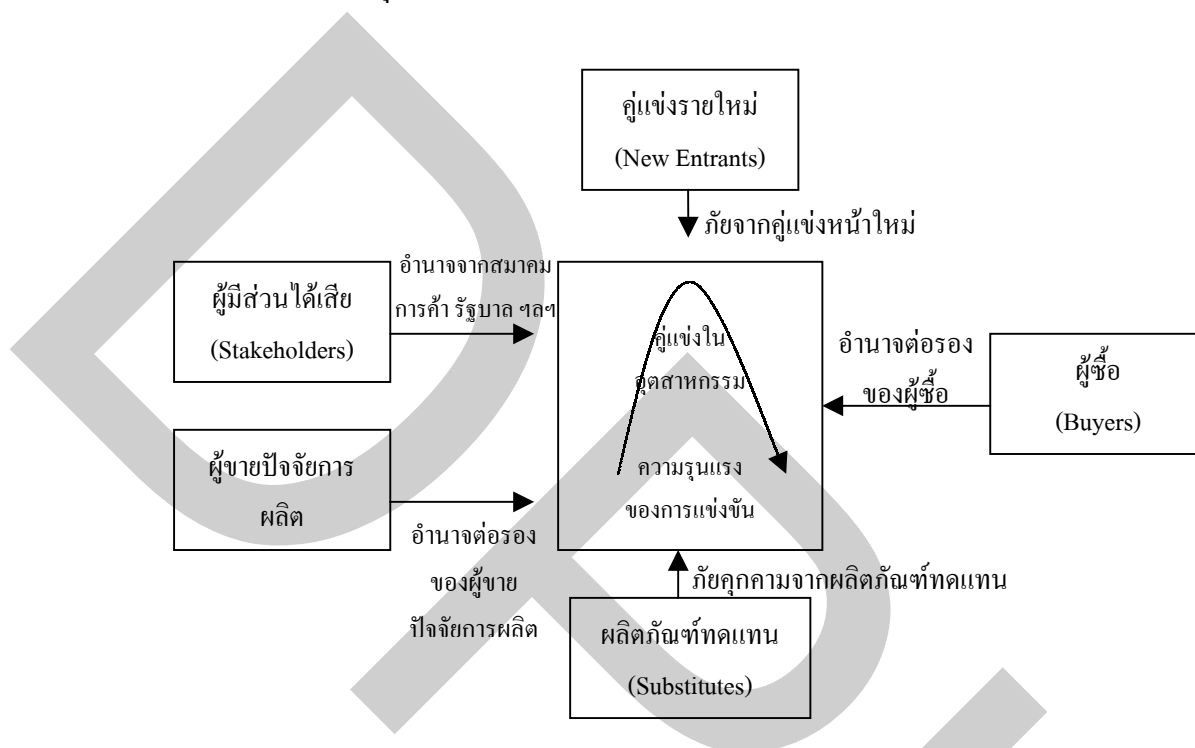 คู่แข่งรายใหม่
(New Entrants)
ภัยจากคู่แข่งหน้าใหม่
อำนาจจากสมาคม
การค้า รัฐบาล ฯลฯ
ผู้มีส่วนได้เสีย
(Stakeholders)
คู่แข่งใน
อุตสาหกรรม
ความรุนแรง
ของการแข่งขัน
อำนาจต่อรอง
ของผู้ซื้อ
ผู้ซื้อ
(Buyers)
ผู้ขายปัจจัยการ
ผลิต
อำนาจต่อรอง
ของผู้ขาย
ปัจจัยการผลิต
ภัยคุกคามจากผลิตภัณฑ์ทดแทน
ผลิตภัณฑ์ทดแทน
(Substitutes)